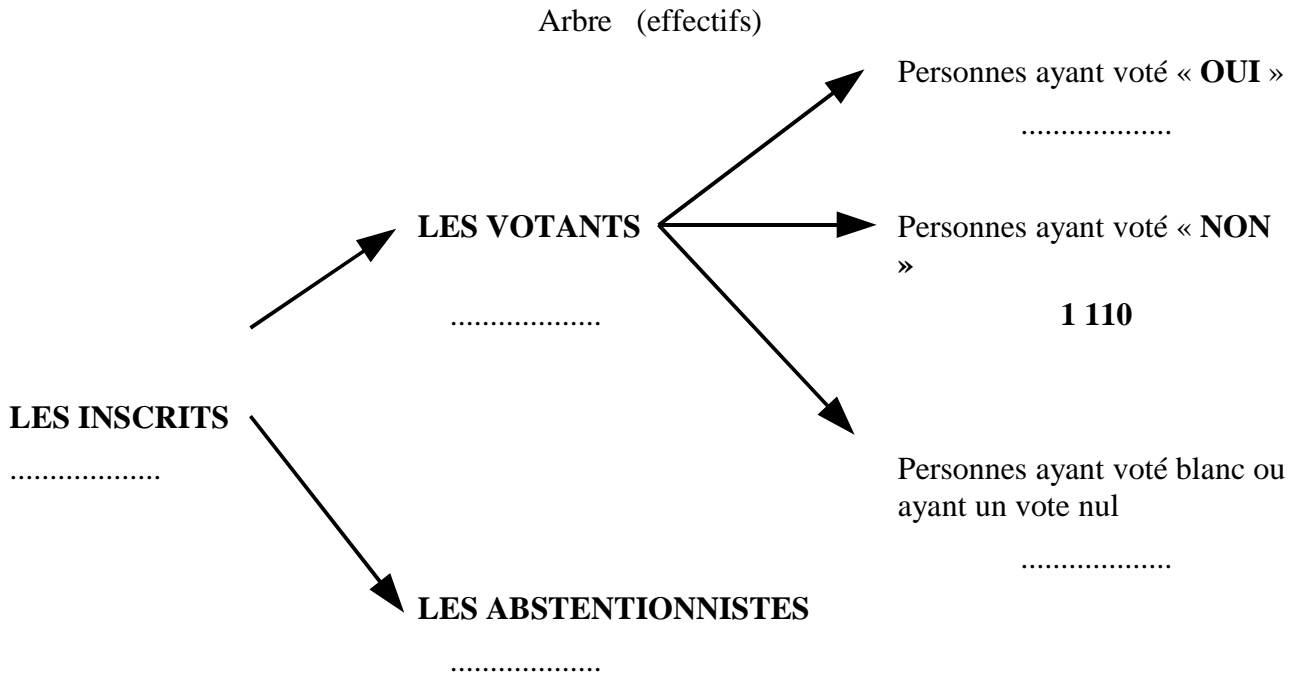 Arbre (effectifs)
Personnes ayant voté « OUI »
...................
LES VOTANTS
...................
Personnes ayant voté « NON
»
1 110
LES INSCRITS
...................
Personnes ayant voté blanc ou
ayant un vote nul
...................
LES ABSTENTIONNISTES
...................